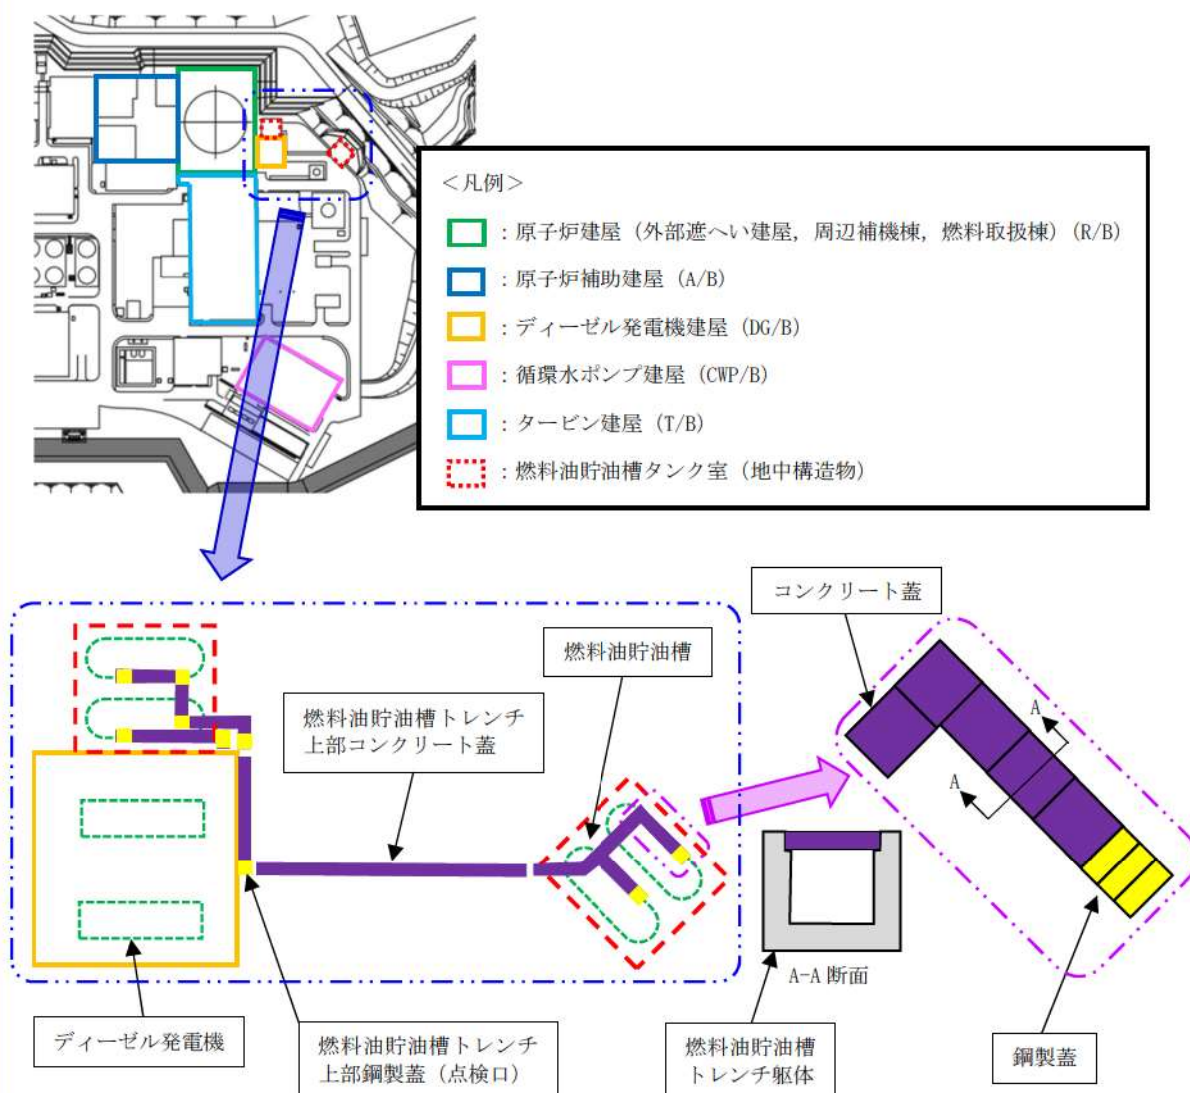 ＜凡例＞
：原子炉建屋（外部遮へい建屋，周辺補機棟，燃料取扱棟）（R/B）
：原子炉補助建屋（A/B）
：ディーゼル発電機建屋（DG/B）
：循環水ポンプ建屋（CWP/B）
：タービン建屋（T/B）
：燃料油貯油槽タンク室（地中構造物）
コンクリート蓋
燃料油貯油槽
燃料油貯油槽トレンチ
上部コンクリート蓋
A
A
A-A 断面
ディーゼル発電機
燃料油貯油槽トレンチ
上部鋼製蓋（点検口）
燃料油貯油槽
トレンチ躯体
鋼製蓋